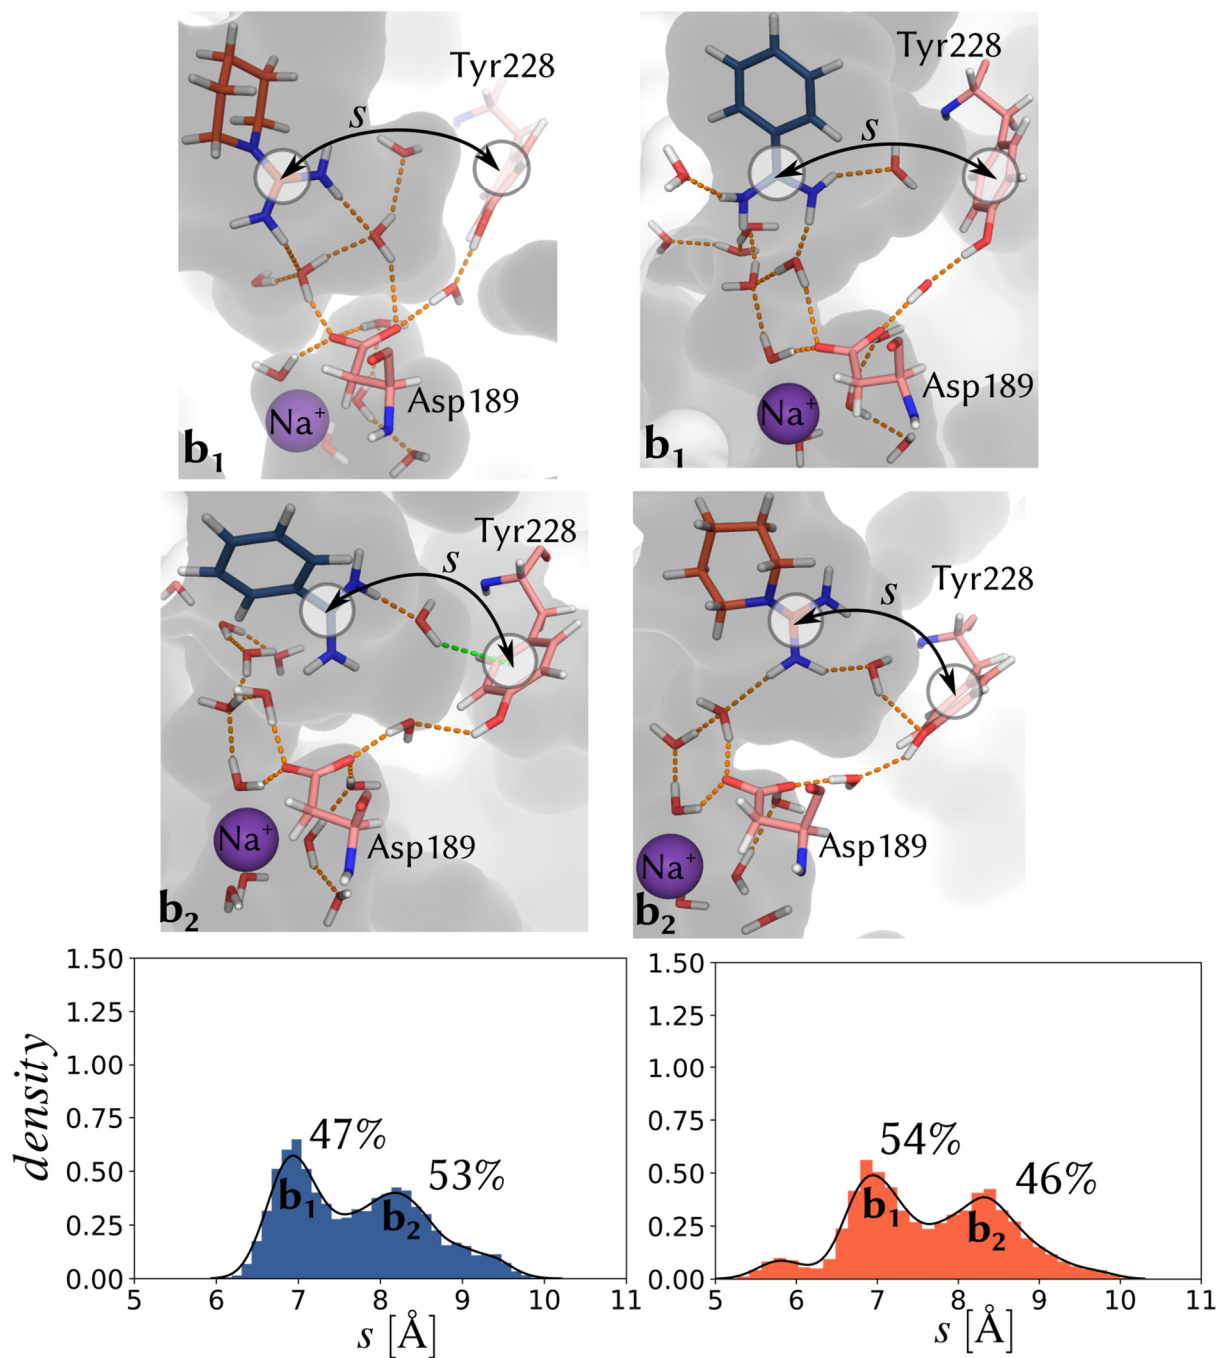 Tyr228
s
Asp189
Na⁺
b₁
Tyr228
s
Asp189
Na⁺
b₁
Tyr228
s
Asp189
Na⁺
b₂
Tyr228
s
Asp189
Na⁺
b₂
density
1.50
1.25
1.00
0.75
0.50
0.25
0.00
47%
53%
b₁
b₂
5 6 7 8 9 10 11
s [Å]
1.50
1.25
1.00
0.75
0.50
0.25
0.00
54%
46%
b₁
b₂
5 6 7 8 9 10 11
s [Å]